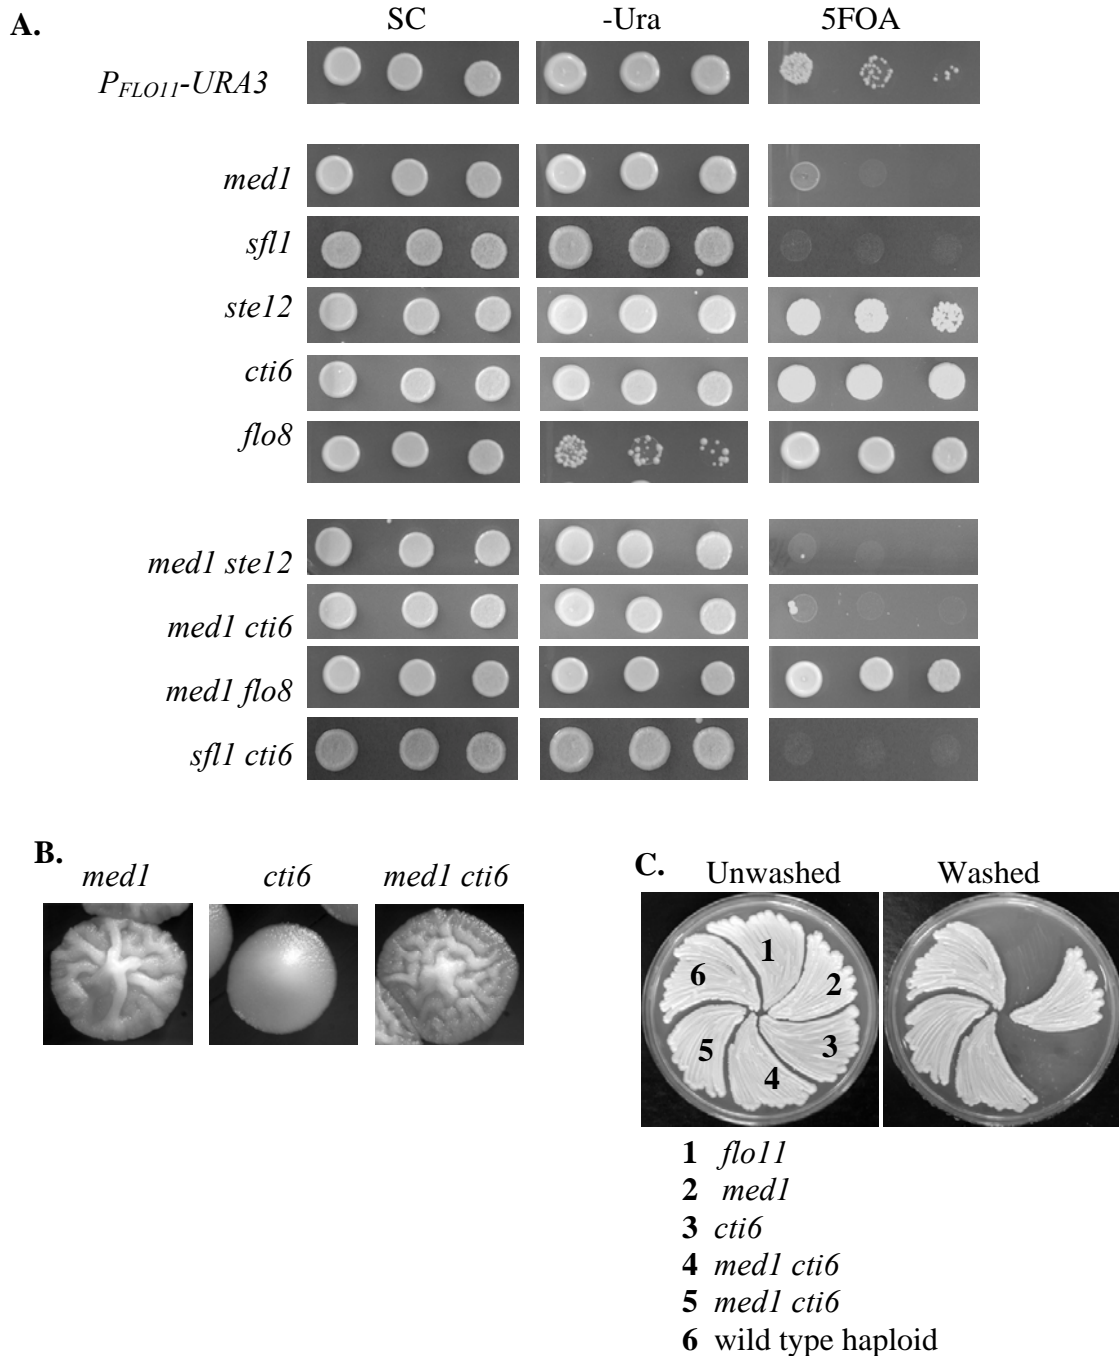 A.
SC -Ura 5FOA
PFLO11-URA3
med1
sfl1
ste12
cti6
flo8
med1 ste12
med1 cti6
med1 flo8
sfl1 cti6
B.
med1 cti6 med1 cti6
C.
Unwashed Washed
1
2
3
4
5
6
1 flo11
2 med1
3 cti6
4 med1 cti6
5 med1 cti6
6 wild type haploid